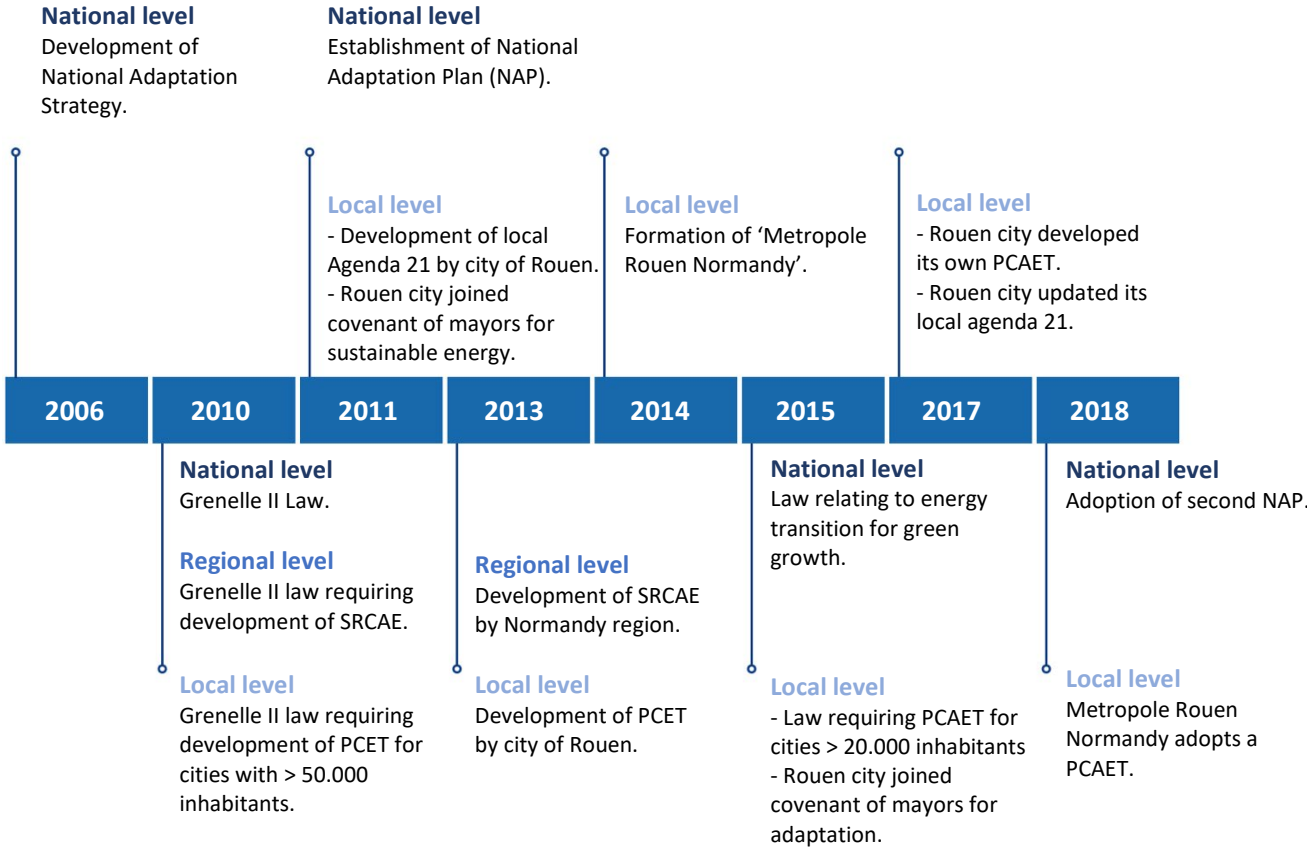 National level
Development of
National Adaptation
Strategy.
National level
Establishment of National
Adaptation Plan (NAP).
Local level
- Development of local
Agenda 21 by city of Rouen.
- Rouen city joined
covenant of mayors for
sustainable energy.
Local level
Formation of ‘Metropole
Rouen Normandy’.
Local level
- Rouen city developed
its own PCAET.
- Rouen city updated its
local agenda 21.
2006
2010
2011
2013
2014
2015
2017
2018
National level
Grenelle II Law.
Regional level
Grenelle II law requiring
development of SRCAE.
Local level
Grenelle II law requiring
development of PCET for
cities with > 50.000
inhabitants.
Regional level
Development of SRCAE
by Normandy region.
Local level
Development of PCET
by city of Rouen.
National level
Law relating to energy
transition for green
growth.
Local level
- Law requiring PCAET for
cities > 20.000 inhabitants
- Rouen city joined
covenant of mayors for
adaptation.
National level
Adoption of second NAP.
Local level
Metropole Rouen
Normandy adopts a
PCAET.